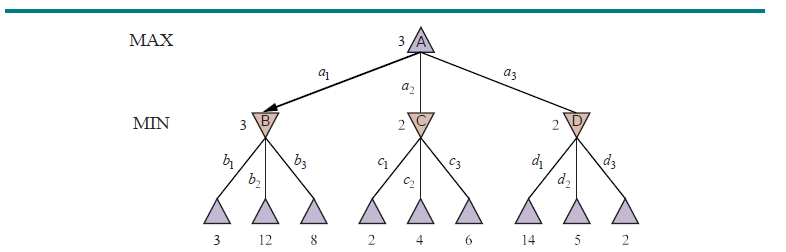 MAX 3 A
a1 a2 a3
MIN 3 B 2 C 2 D
b1 b2 b3 c1 c2 c3 d1 d2 d3
3 12 8 2 4 6 14 5 2